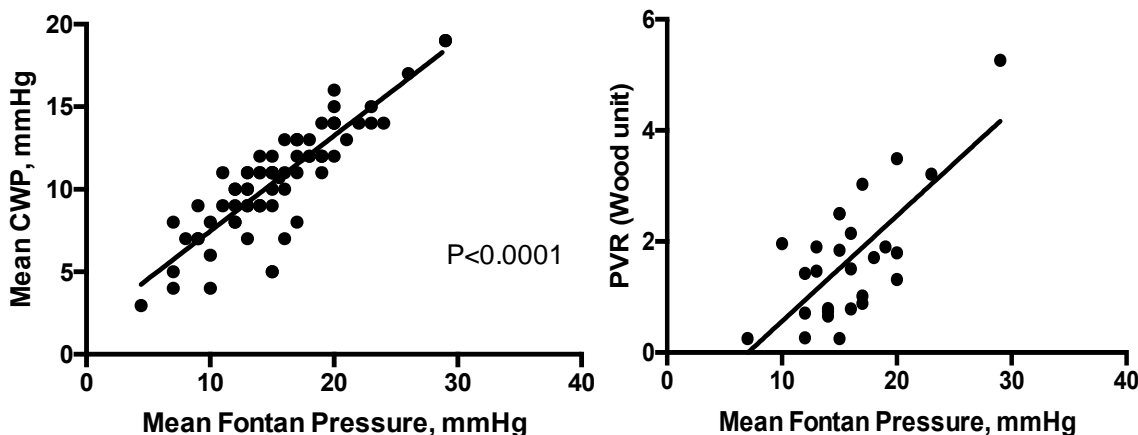 Mean CWP, mmHg
20
15
10
5
0
P<0.0001
0 10 20 30 40
Mean Fontan Pressure, mmHg
PVR (Wood unit)
6
4
2
0
0 10 20 30 40
Mean Fontan Pressure, mmHg